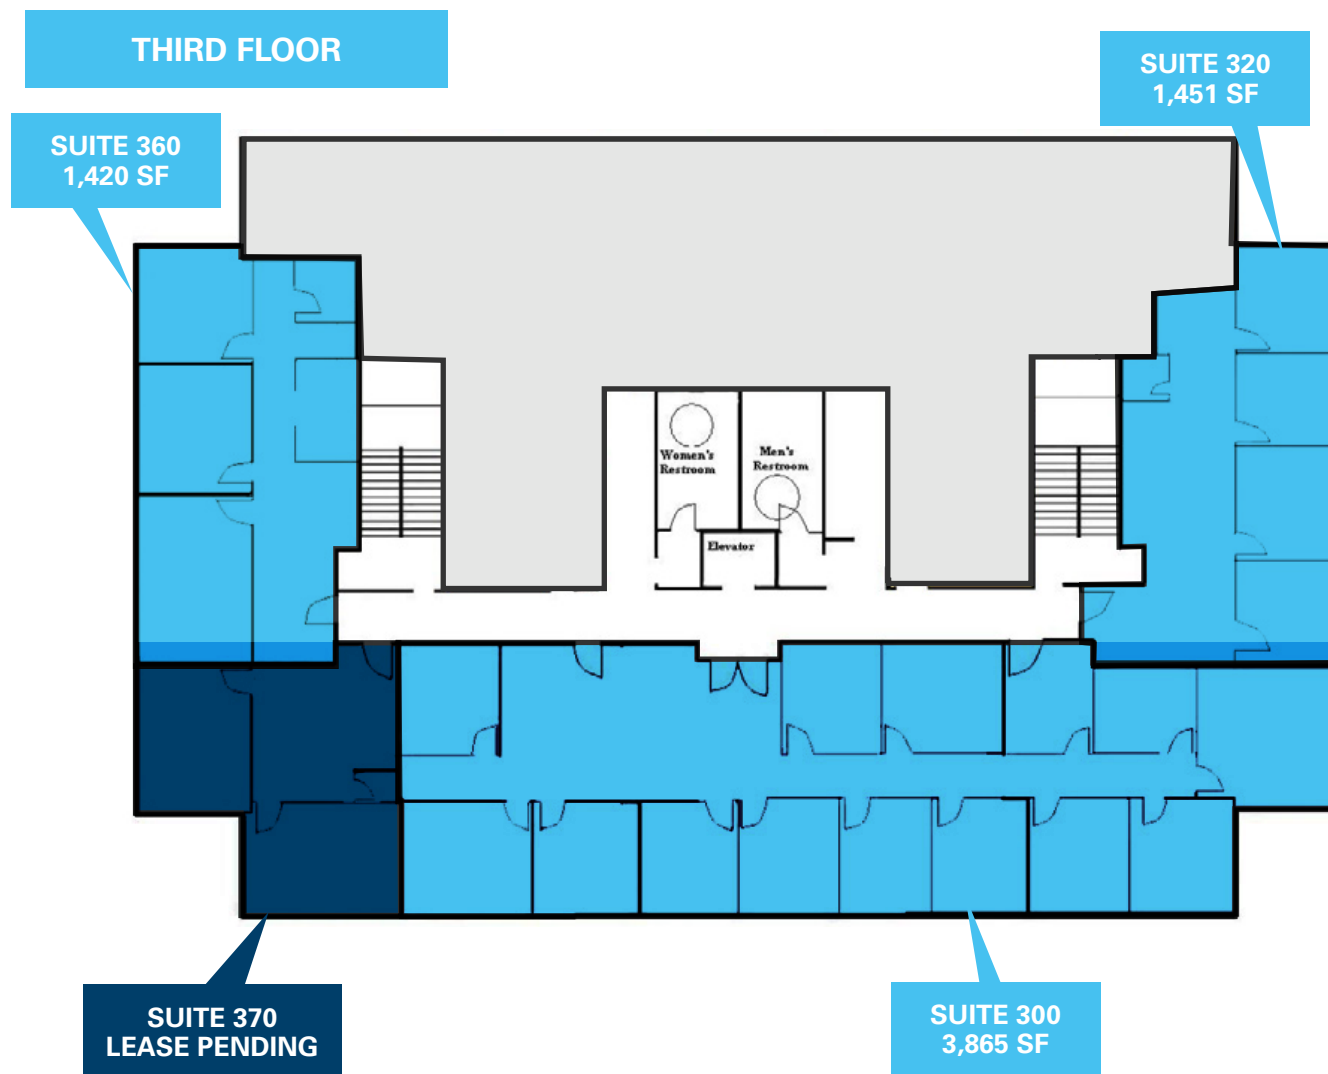 THIRD FLOOR
SUITE 320
1,451 SF
SUITE 360
1,420 SF
Women's
Restroom
Men's
Restroom
Elevator
SUITE 370
LEASE PENDING
SUITE 300
3,865 SF